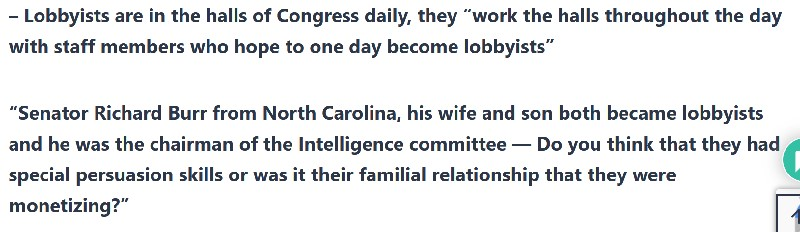 – Lobbyists are in the halls of Congress daily, they “work the halls throughout the day
with staff members who hope to one day become lobbyists”
“Senator Richard Burr from North Carolina, his wife and son both became lobbyists
and he was the chairman of the Intelligence committee — Do you think that they had
special persuasion skills or was it their familial relationship that they were
monetizing?”